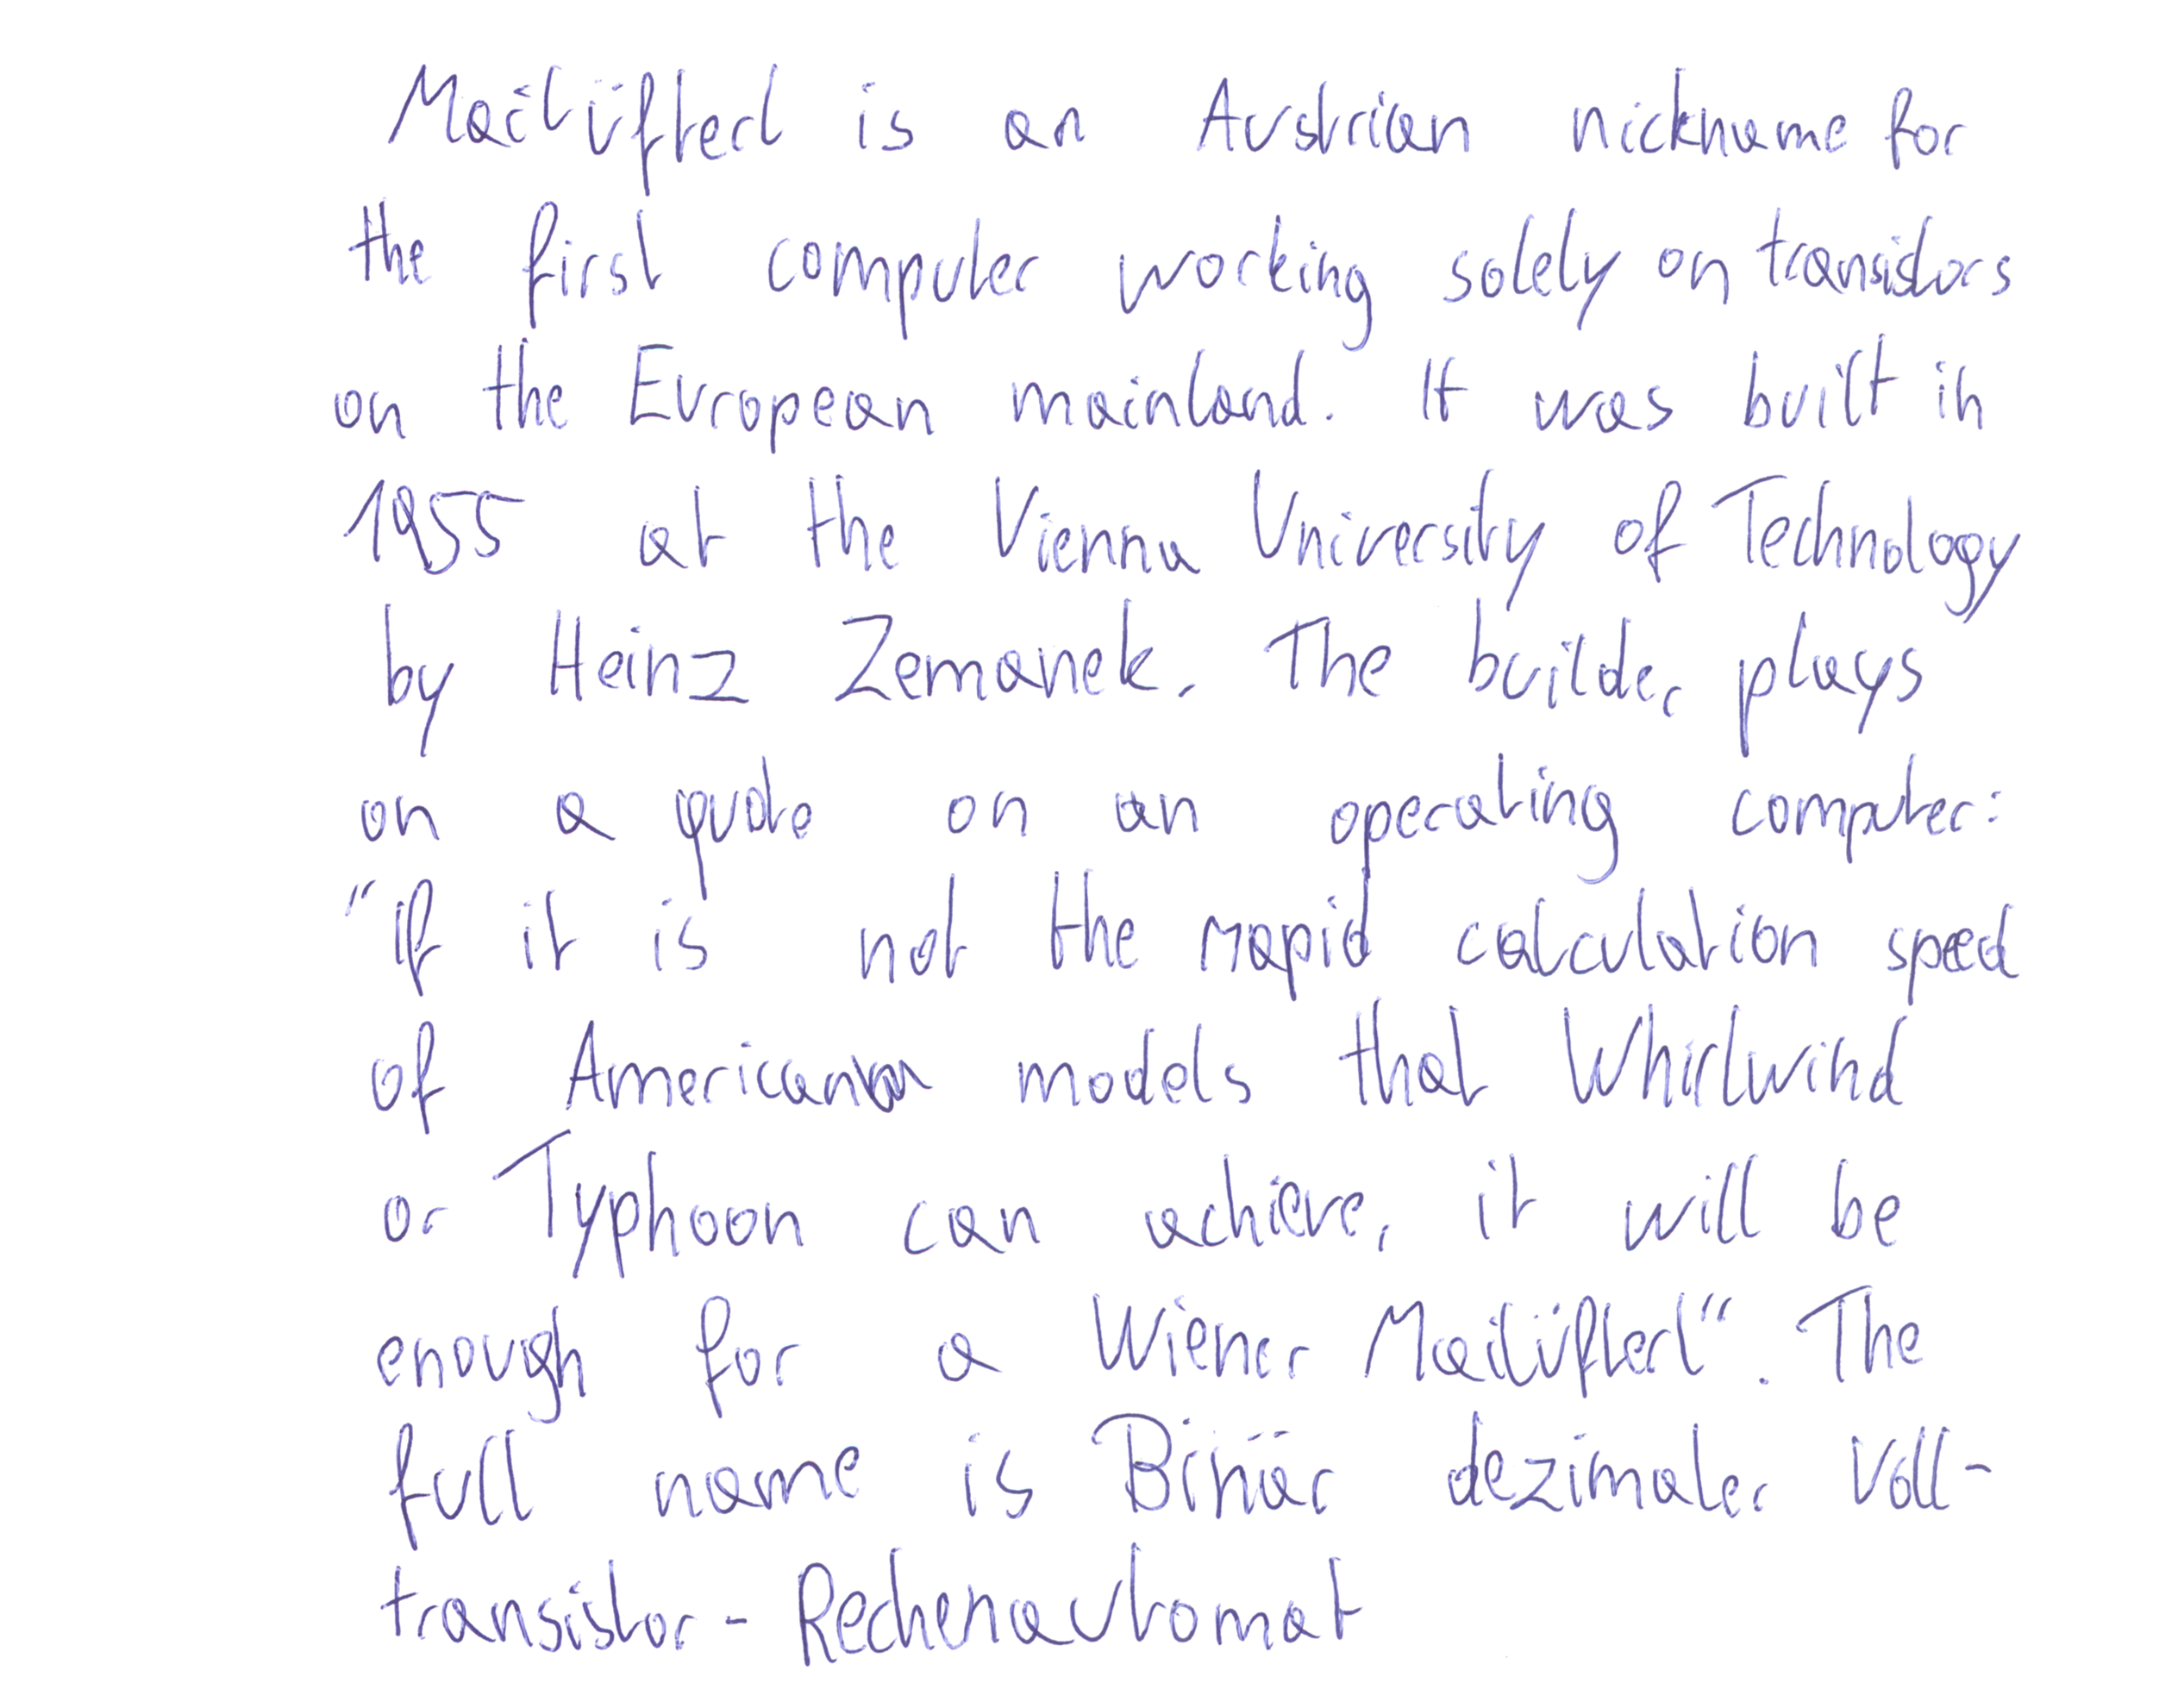 Mailüfterl is an Austrian nickname for
the first computer working solely on transistors
on the European mainland. It was built in
1955 at the Vienna University of Technology
by Heinz Zemanek. The builder plays
on a quote on an operating computer:
"If it is not the rapid calculation speed
of American models that Whirlwind
or Typhoon can achieve, it will be
enough for a Wiener Mailüfterl". The
full name is Binär dezimaler Voll-
transistor-Rechenautomat